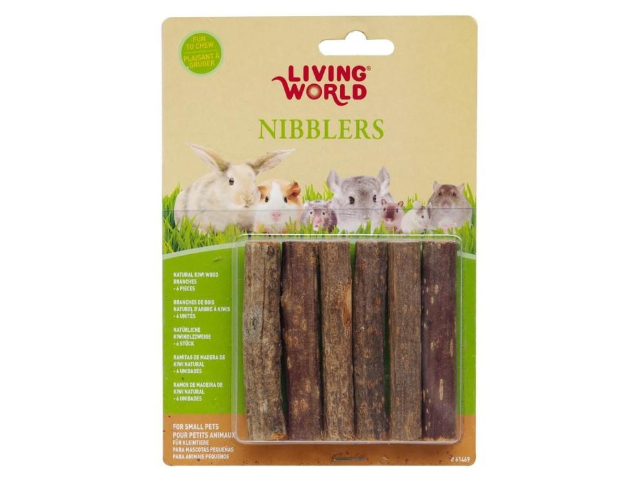 FUN
TO CHEW
PLAISANT À
GRUGER
LIVING®
WORLD
NIBBLERS
NATURAL KIWI WOOD
BRANCHES
- 6 PIECES
BRANCHES DE BOIS
NATUREL D'ARBRE À KIWIS
- 6 UNITÉS
NATÜRLICHE
KIWIHOLZZWEIGE
- 6 STÜCK
RAMITAS DE MADERA DE
KIWI NATURAL
- 6 UNIDADES
RAMOS DE MADEIRA DE
KIWI NATURAL
- 6 UNIDADES
FOR SMALL PETS
POUR PETITS ANIMAUX
FÜR KLEINTIERE
PARA MASCOTAS PEQUEÑAS
PARA ANIMAIS PEQUENOS
# 61449